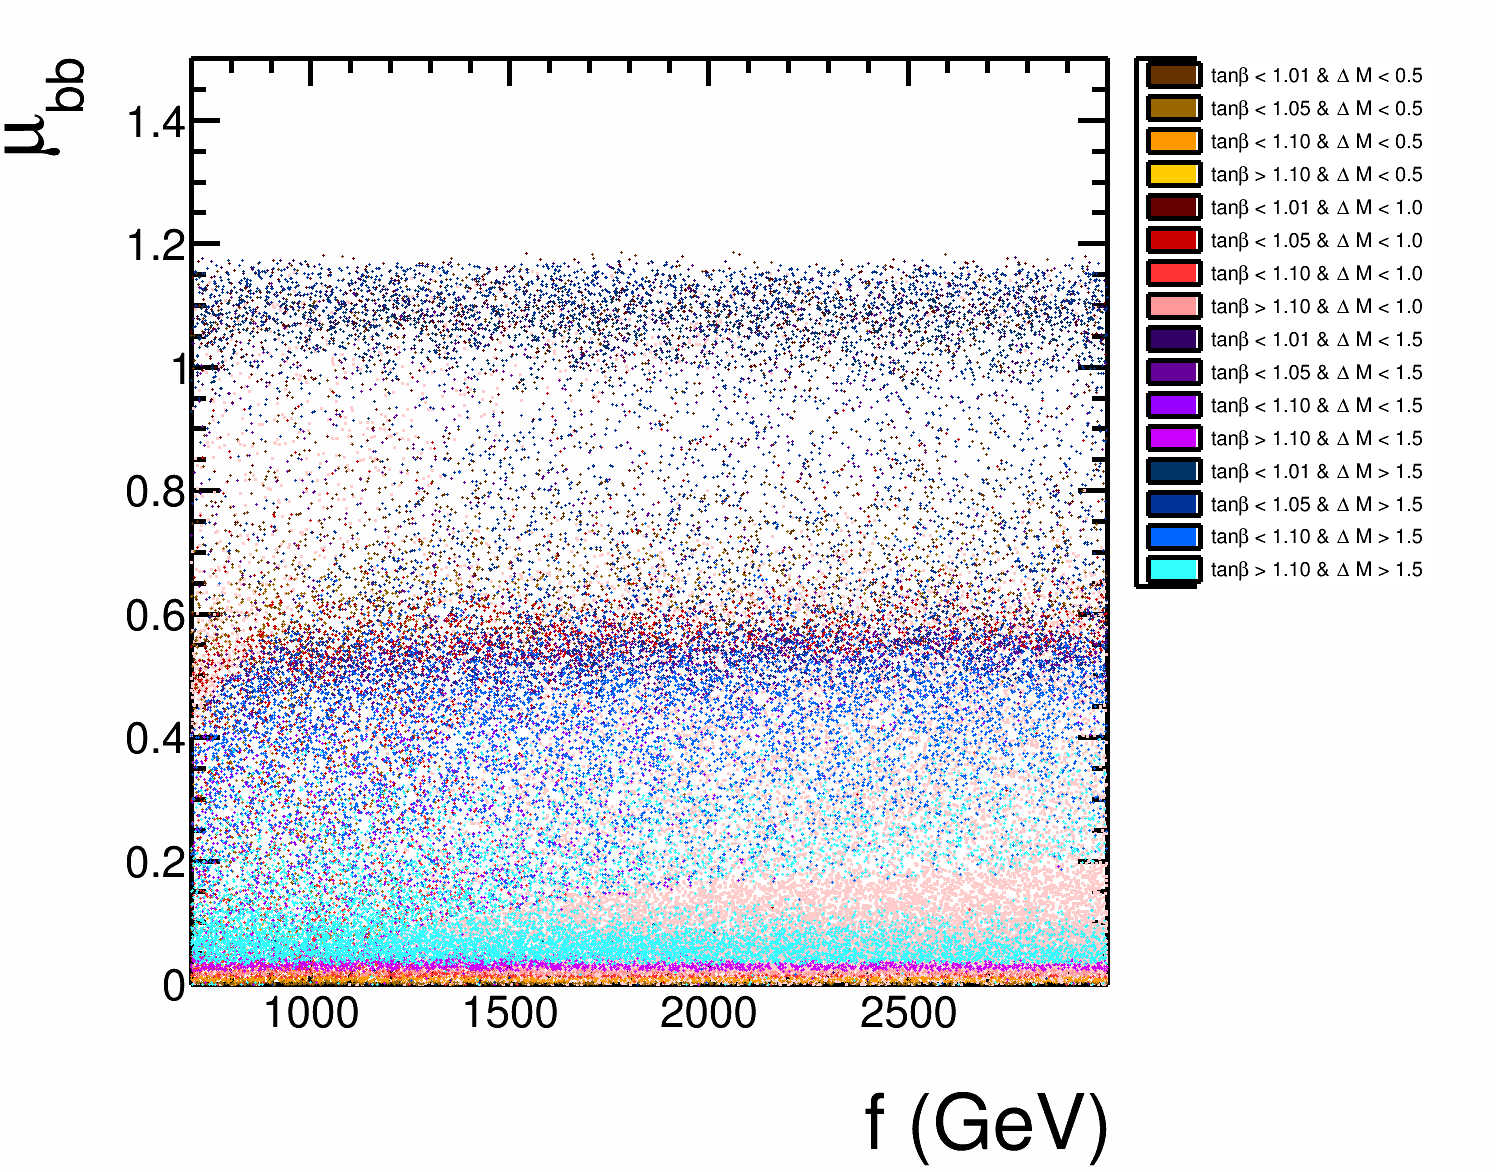 μbb
1.4
1.2
1
0.8
0.6
0.4
0.2
0
1000 1500 2000 2500
f (GeV)
tanβ < 1.01 & Δ M < 0.5
tanβ < 1.05 & Δ M < 0.5
tanβ < 1.10 & Δ M < 0.5
tanβ > 1.10 & Δ M < 0.5
tanβ < 1.01 & Δ M < 1.0
tanβ < 1.05 & Δ M < 1.0
tanβ < 1.10 & Δ M < 1.0
tanβ > 1.10 & Δ M < 1.0
tanβ < 1.01 & Δ M < 1.5
tanβ < 1.05 & Δ M < 1.5
tanβ < 1.10 & Δ M < 1.5
tanβ > 1.10 & Δ M < 1.5
tanβ < 1.01 & Δ M > 1.5
tanβ < 1.05 & Δ M > 1.5
tanβ < 1.10 & Δ M > 1.5
tanβ > 1.10 & Δ M > 1.5